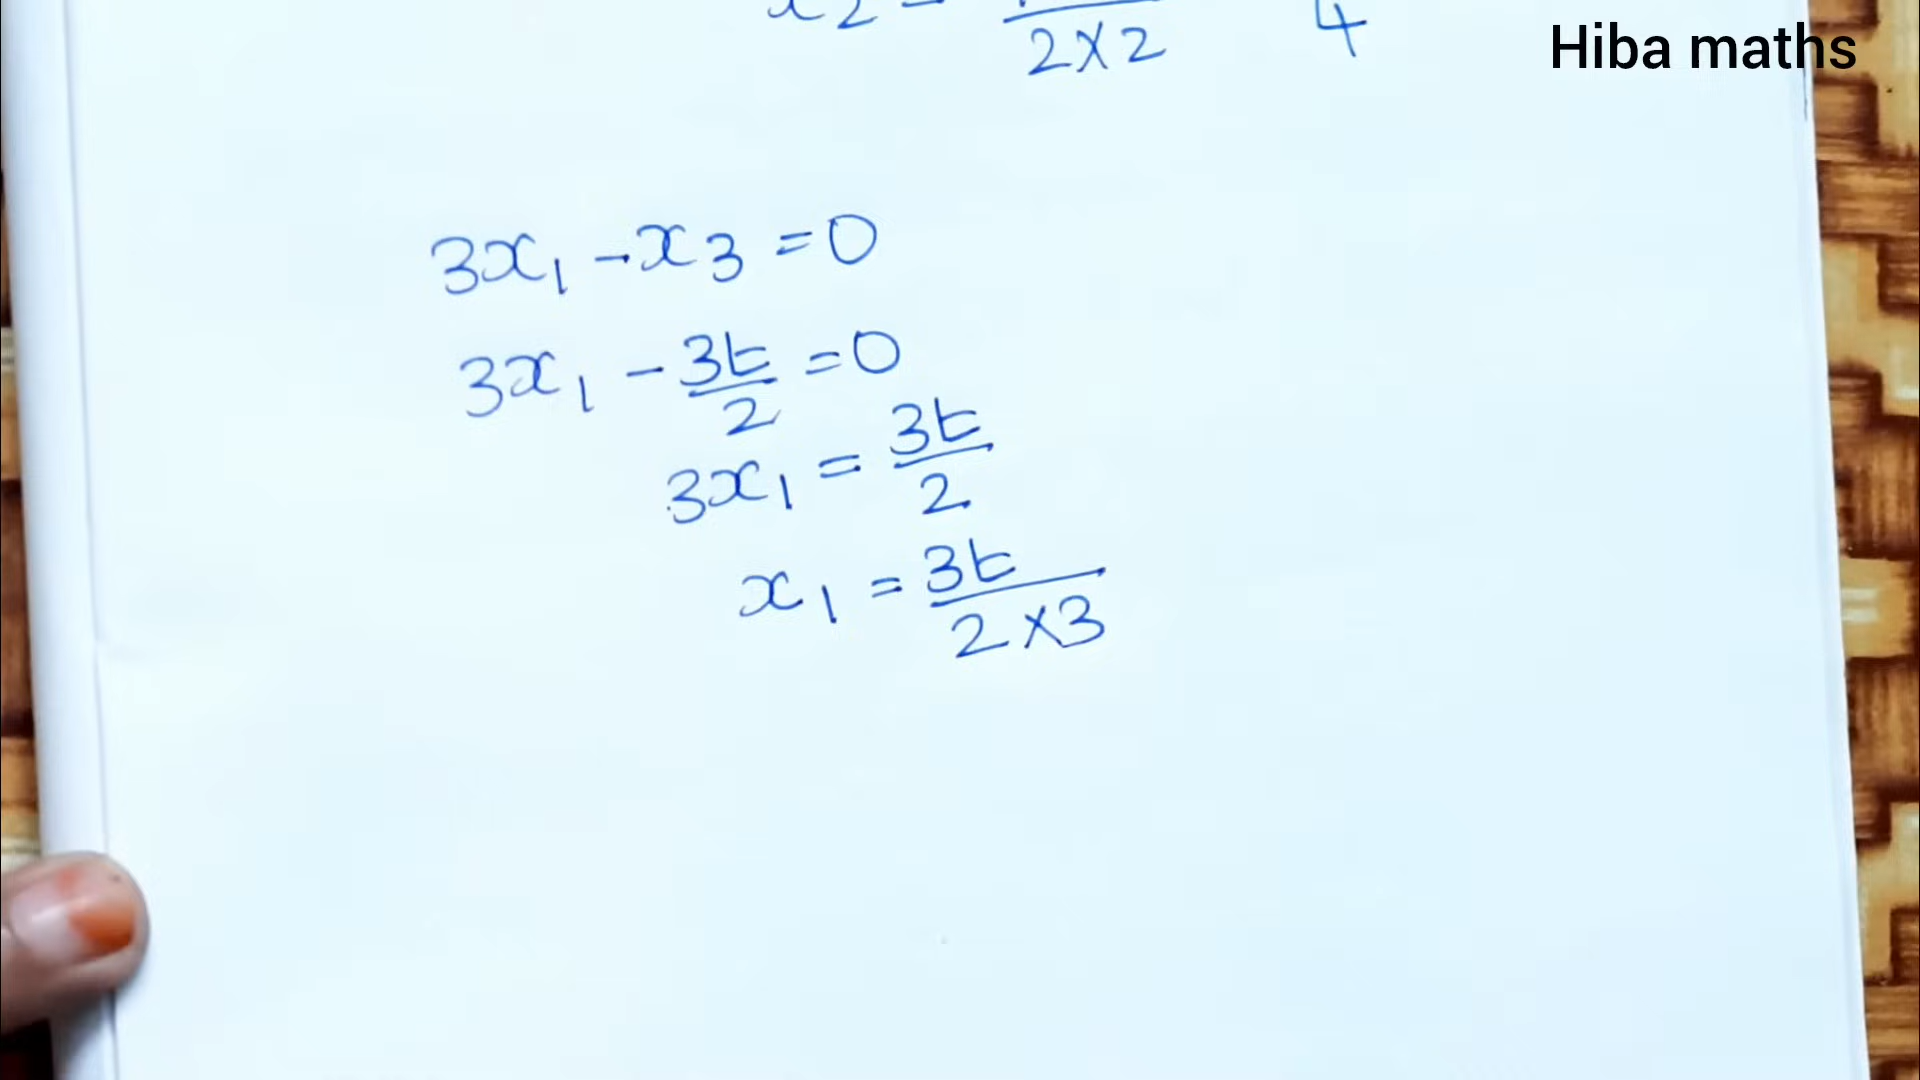 x₂ = —/2×2 4
Hiba maths
3x₁ - x₃ = 0
3x₁ - 3t/2 = 0
3x₁ = 3t/2
x₁ = 3t/2×3